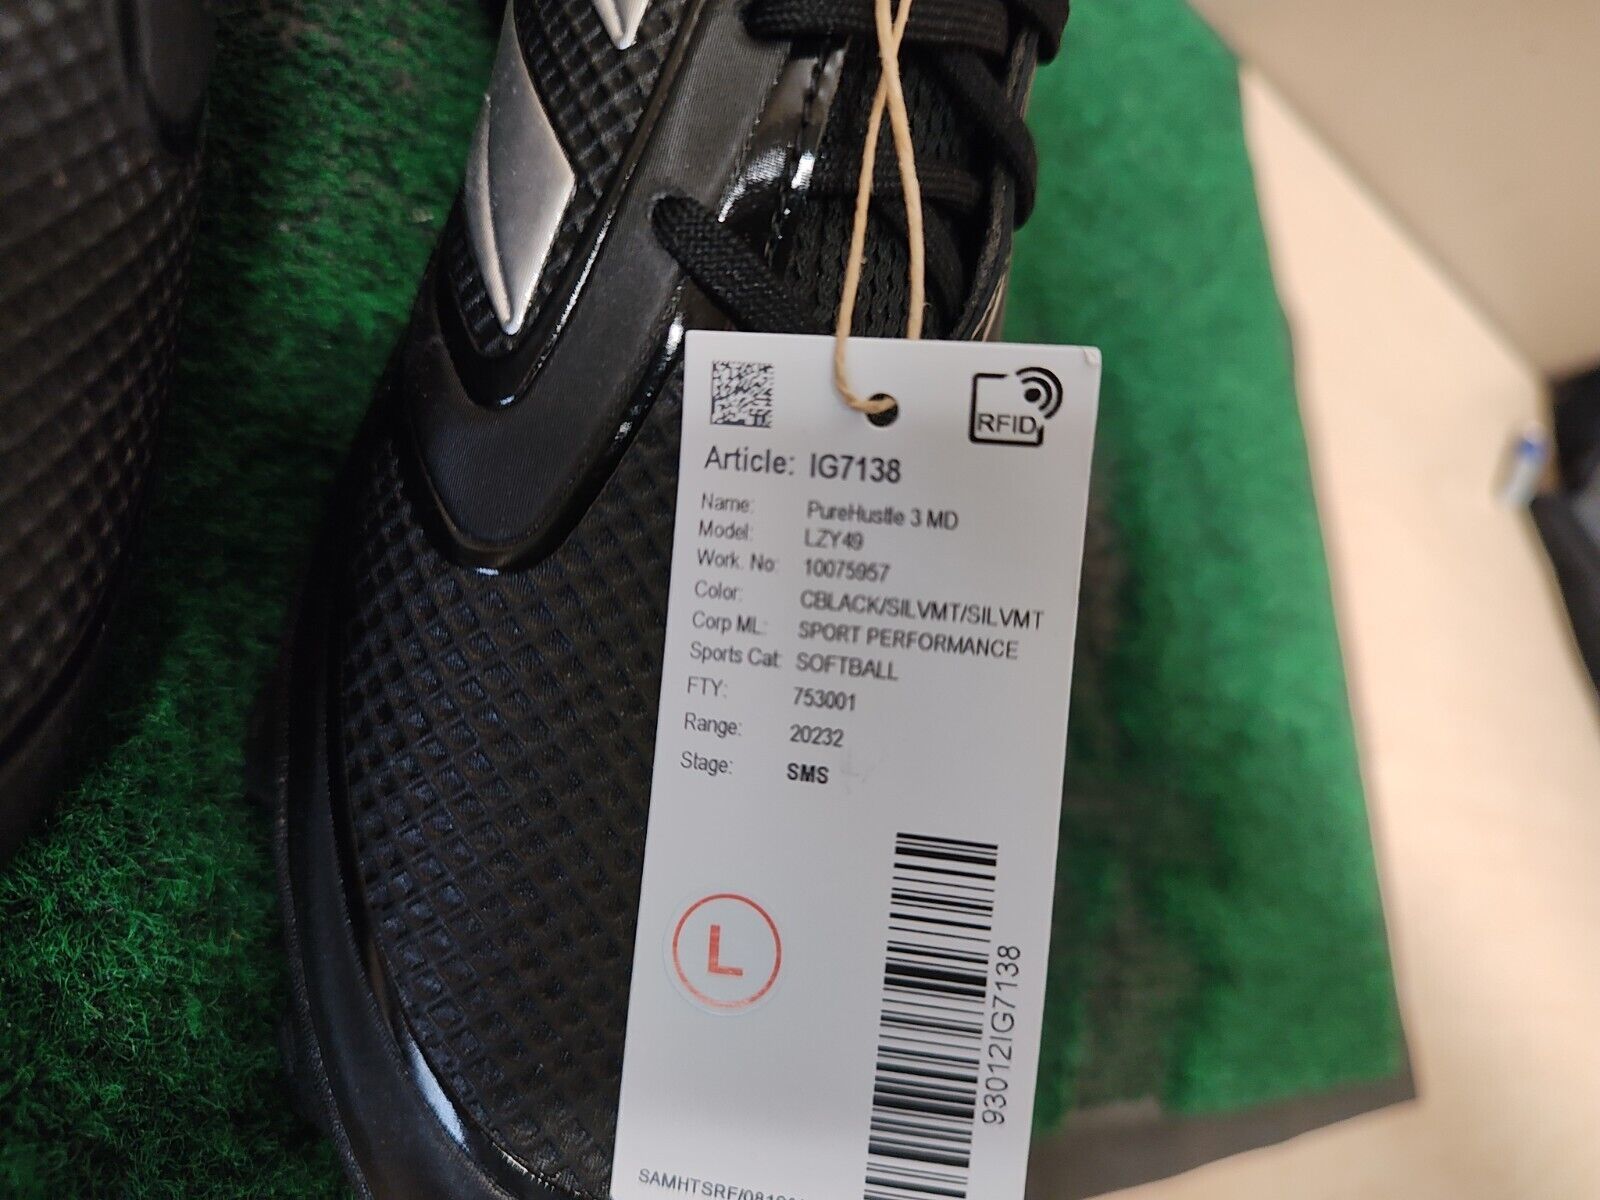 RFID
Article: IG7138
Name: PureHustle 3 MD
Model: LZY49
Work. No: 10075957
Color: CBLACK/SILVMT/SILVMT
Corp ML: SPORT PERFORMANCE
Sports Cat: SOFTBALL
FTY: 753001
Range: 20232
Stage: SMS
L
93012IG7138